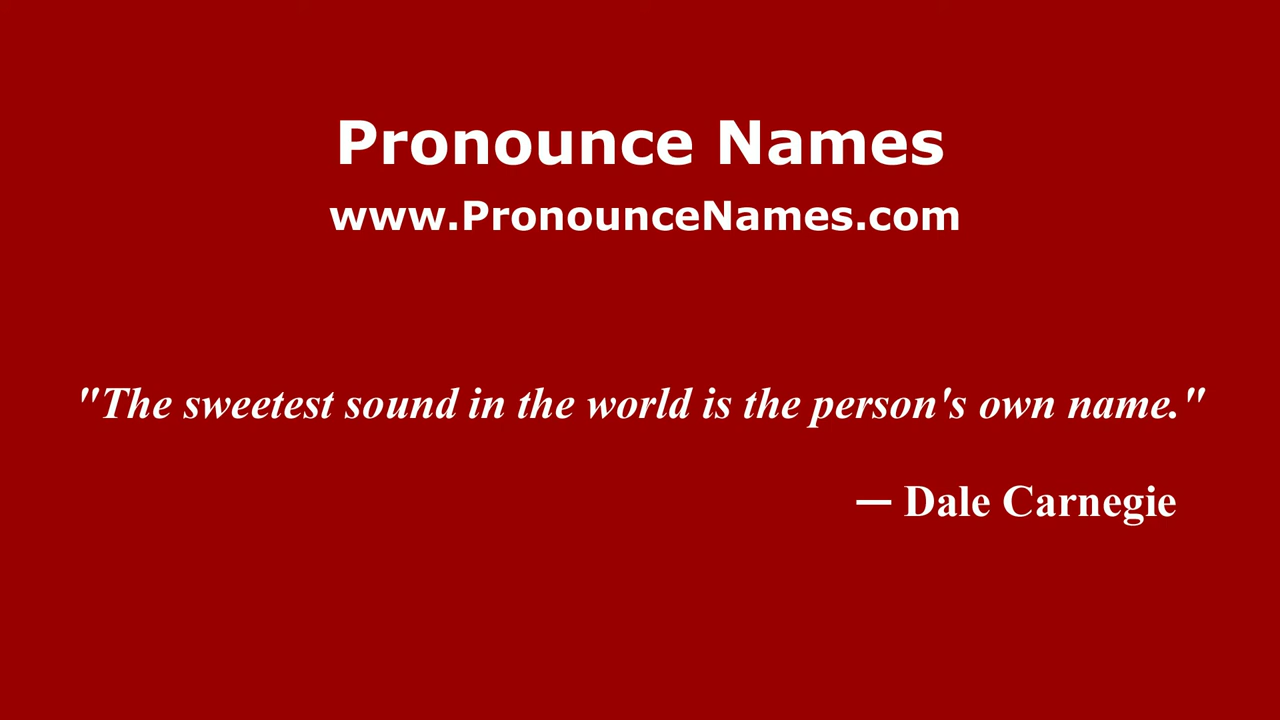 Pronounce Names
www.PronounceNames.com
"The sweetest sound in the world is the person's own name."
— Dale Carnegie